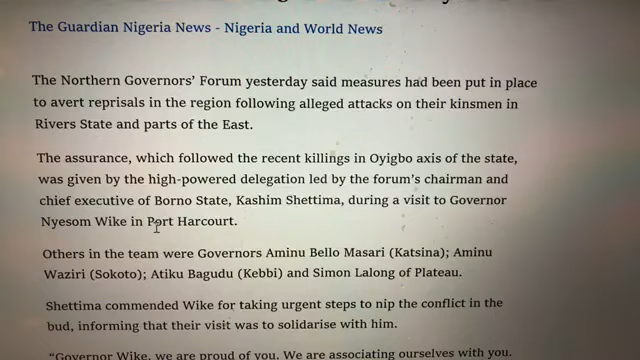 The Guardian Nigeria News - Nigeria and World News
The Northern Governors’ Forum yesterday said measures had been put in place
to avert reprisals in the region following alleged attacks on their kinsmen in
Rivers State and parts of the East.
The assurance, which followed the recent killings in Oyigbo axis of the state,
was given by the high-powered delegation led by the forum’s chairman and
chief executive of Borno State, Kashim Shettima, during a visit to Governor
Nyesom Wike in Port Harcourt.
Others in the team were Governors Aminu Bello Masari (Katsina); Aminu
Waziri (Sokoto); Atiku Bagudu (Kebbi) and Simon Lalong of Plateau.
Shettima commended Wike for taking urgent steps to nip the conflict in the
bud, informing that their visit was to solidarise with him.
“Governor Wike, we are proud of you. We are associating ourselves with you.